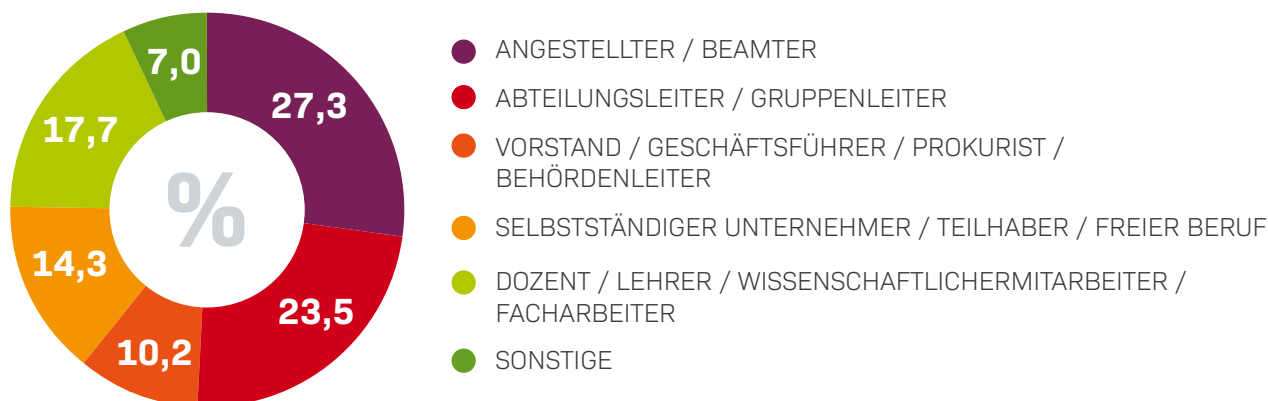 7,0
27,3
17,7
%
14,3
23,5
10,2
ANGESTELLTER / BEAMTER
ABTEILUNGSLEITER / GRUPPENLEITER
VORSTAND / GESCHÄFTSFÜHRER / PROKURIST /
BEHÖRDENLEITER
SELBSTSTÄNDIGER UNTERNEHMER / TEILHABER / FREIER BERUF
DOZENT / LEHRER / WISSENSCHAFTLICHERMITARBEITER /
FACHARBEITER
SONSTIGE